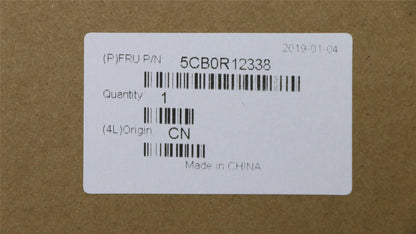 2019-01-04
(P)FRU P/N 5CB0R12338
Quantity 1
(4L)Origin CN
Made in CHINA